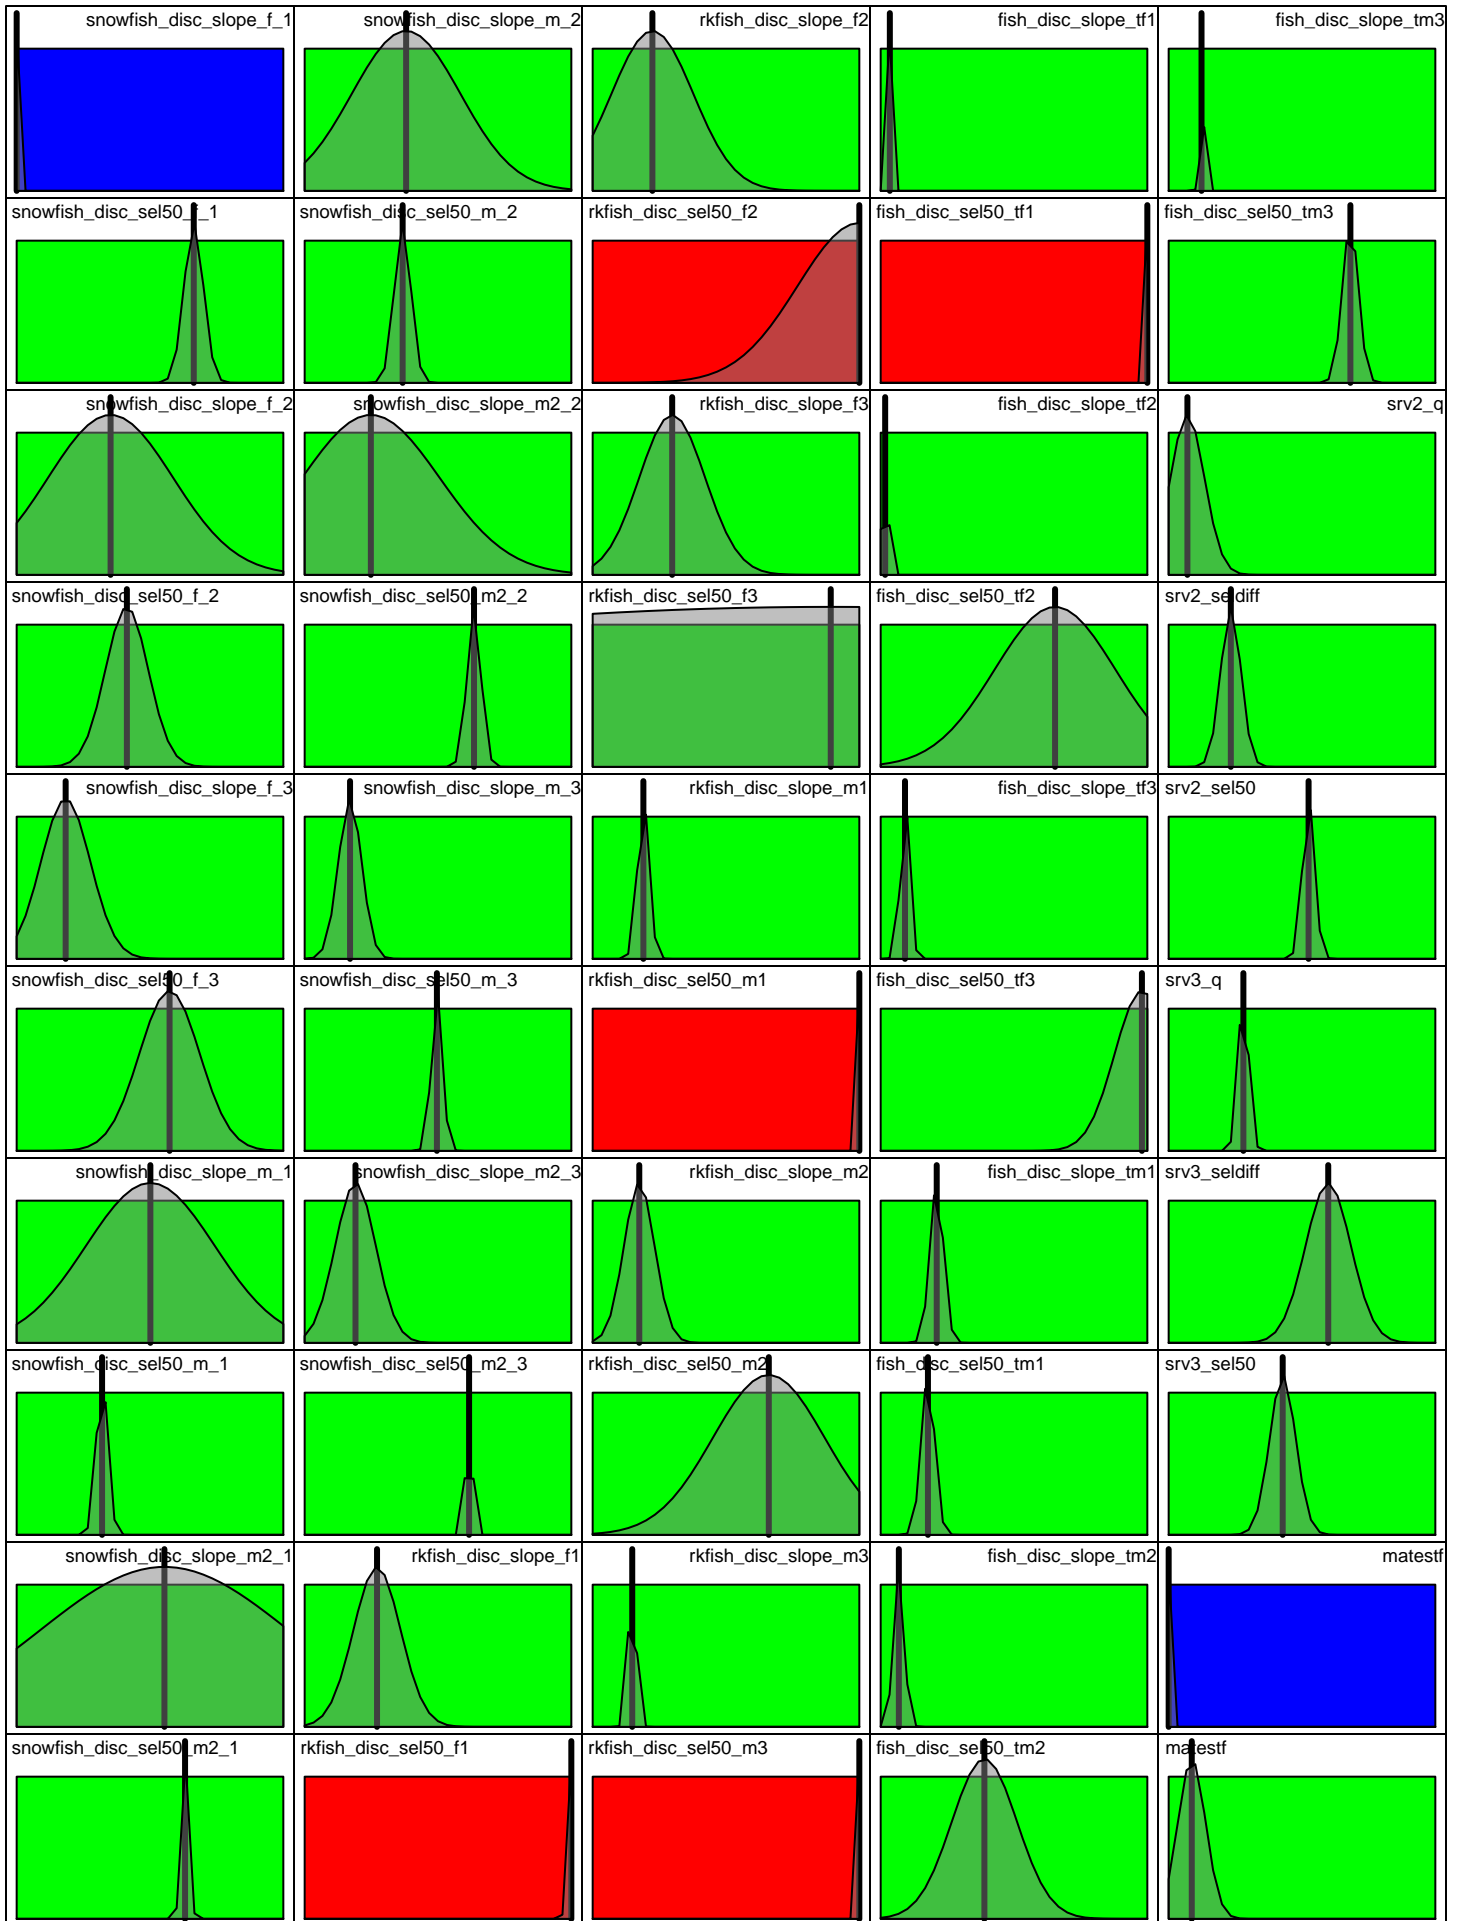 snowfish_disc_slope_f_1
snowfish_disc_slope_m_2
rkfish_disc_slope_f2
fish_disc_slope_tf1
fish_disc_slope_tm3
snowfish_disc_sel50_f_1
snowfish_disc_sel50_m_2
rkfish_disc_sel50_f2
fish_disc_sel50_tf1
fish_disc_sel50_tm3
snowfish_disc_slope_f_2
snowfish_disc_slope_m2_2
rkfish_disc_slope_f3
fish_disc_slope_tf2
srv2_q
snowfish_disc_sel50_f_2
snowfish_disc_sel50_m2_2
rkfish_disc_sel50_f3
fish_disc_sel50_tf2
srv2_seldiff
snowfish_disc_slope_f_3
snowfish_disc_slope_m_3
rkfish_disc_slope_m1
fish_disc_slope_tf3
srv2_sel50
snowfish_disc_sel50_f_3
snowfish_disc_sel50_m_3
rkfish_disc_sel50_m1
fish_disc_sel50_tf3
srv3_q
snowfish_disc_slope_m_1
snowfish_disc_slope_m2_3
rkfish_disc_slope_m2
fish_disc_slope_tm1
srv3_seldiff
snowfish_disc_sel50_m_1
snowfish_disc_sel50_m2_3
rkfish_disc_sel50_m2
fish_disc_sel50_tm1
srv3_sel50
snowfish_disc_slope_m2_1
rkfish_disc_slope_f1
rkfish_disc_slope_m3
fish_disc_slope_tm2
matestf
snowfish_disc_sel50_m2_1
rkfish_disc_sel50_f1
rkfish_disc_sel50_m3
fish_disc_sel50_tm2
matestf